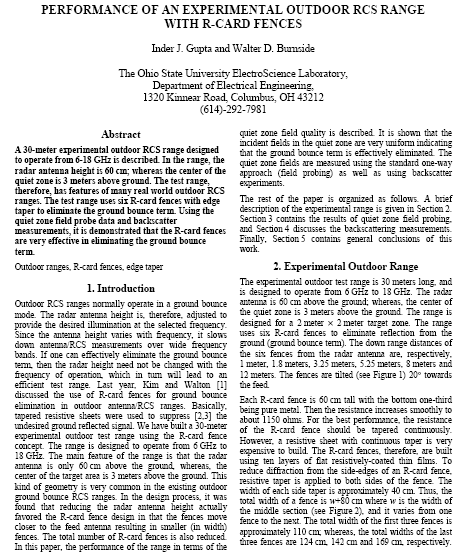 PERFORMANCE OF AN EXPERIMENTAL OUTDOOR RCS RANGE
WITH R-CARD FENCES
Inder J. Gupta and Walter D. Burnside
The Ohio State University ElectroScience Laboratory,
Department of Electrical Engineering,
1320 Kinnear Road, Columbus, OH 43212
(614)-292-7981
Abstract
A 30-meter experimental outdoor RCS range designed
to operate from 6-18 GHz is described. In the range, the
radar antenna height is 60 cm; whereas the center of the
quiet zone is 3 meters above ground. The test range,
therefore, has features of many real world outdoor RCS
ranges. The test range uses six R-card fences with edge
taper to eliminate the ground bounce term. Using the
quiet zone field probe data and backscatter
measurements, it is demonstrated that the R-card fences
are very effective in eliminating the ground bounce
term.
Outdoor ranges, R-card fences, edge taper
1. Introduction
Outdoor RCS ranges normally operate in a ground bounce
mode. The radar antenna height is, therefore, adjusted to
provide the desired illumination at the selected frequency.
Since the antenna height varies with frequency, it slows
down antenna/RCS measurements over wide frequency
bands. If one can effectively eliminate the ground bounce
term, then the radar height need not be changed with the
frequency of operation, which in turn will lead to an
efficient test range. Last year, Kim and Walton [1]
discussed the use of R-card fences for ground bounce
elimination in outdoor antenna/RCS ranges. Basically,
tapered resistive sheets were used to suppress [2,3] the
undesired ground reflected signal. We have built a 30-meter
experimental outdoor test range using the R-card fence
concept. The range is designed to operate from 6 GHz to
18 GHz. The main feature of the range is that the radar
antenna is only 60 cm above the ground, whereas, the
center of the target area is 3 meters above the ground. This
kind of geometry is very common in the existing outdoor
ground bounce RCS ranges. In the design process, it was
found that reducing the radar antenna height actually
favored the R-card fence design in that the fences move
closer to the feed antenna resulting in smaller (in width)
fences. The total number of R-card fences is also reduced.
In this paper, the performance of the range in terms of the
quiet zone field quality is described. It is shown that the
incident fields in the quiet zone are very uniform indicating
that the ground bounce term is effectively eliminated. The
quiet zone fields are measured using the standard one-way
approach (field probing) as well as using backscatter
experiments.
The rest of the paper is organized as follows. A brief
description of the experimental range is given in Section 2.
Section 3 contains the results of quiet zone field probing,
and Section 4 discusses the backscattering measurements.
Finally, Section 5 contains general conclusions of this
work.
2. Experimental Outdoor Range
The experimental outdoor test range is 30 meters long, and
is designed to operate from 6 GHz to 18 GHz. The radar
antenna is 60 cm above the ground; whereas, the center of
the quiet zone is 3 meters above the ground. The range is
designed for a 2 meter × 2 meter target zone. The range
uses six R-card fences to eliminate reflection from the
ground (ground bounce term). The down range distances of
the six fences from the radar antenna are, respectively,
1 meter, 1.8 meters, 3.25 meters, 5.25 meters, 8 meters and
12 meters. The fences are tilted (see Figure 1) 20° towards
the feed.
Each R-card fence is 60 cm tall with the bottom one-third
being pure metal. Then the resistance increases smoothly to
about 1150 ohms. For the best performance, the resistance
of the R-card fence should be tapered continuously.
However, a resistive sheet with continuous taper is very
expensive to build. The R-card fences, therefore, are built
using ten layers of flat resistively-coated thin films. To
reduce diffraction from the side-edges of an R-card fence,
resistive taper is applied to both sides of the fence. The
width of each side taper is approximately 40 cm. Thus, the
total width of a fence is w+80 cm where w is the width of
the middle section (see Figure 2), and it varies from one
fence to the next. The total width of the first three fences is
approximately 110 cm; whereas, the total widths of the last
three fences are 124 cm, 142 cm and 169 cm, respectively.